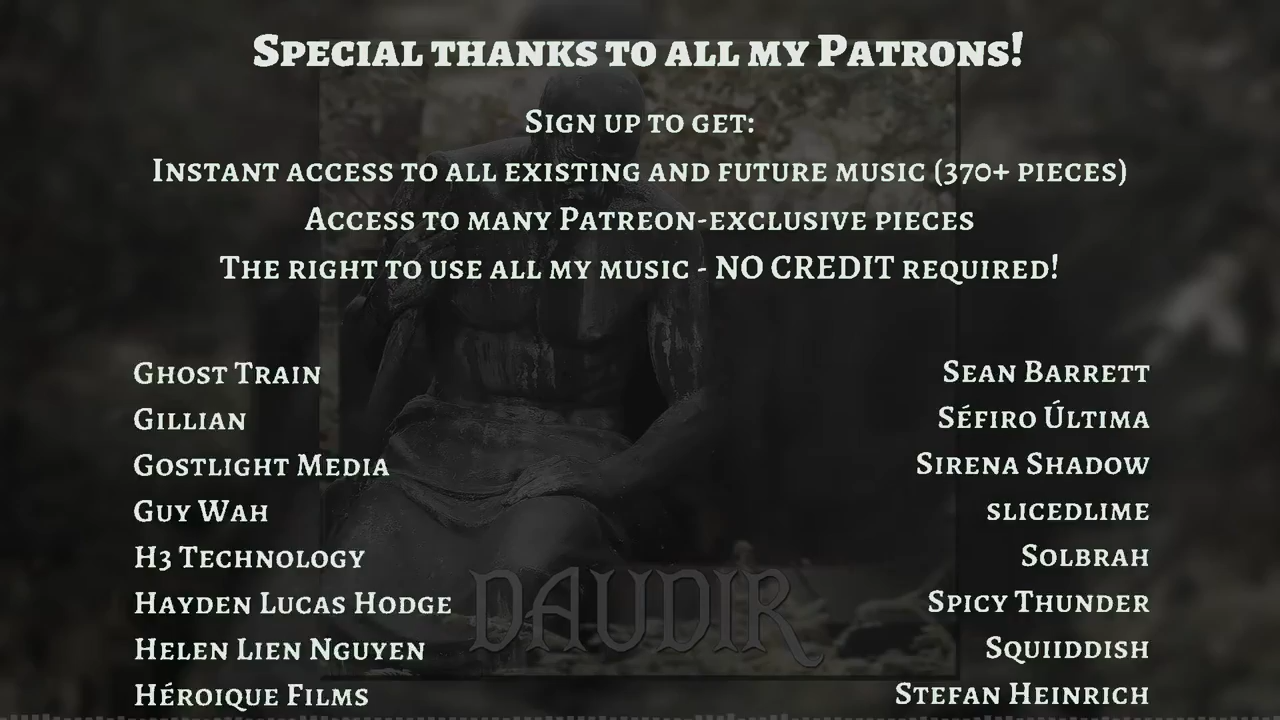 Special thanks to all my Patrons!
Sign up to get:
Instant access to all existing and future music (370+ pieces)
Access to many Patreon-exclusive pieces
The right to use all my music - NO CREDIT required!
Ghost Train
Gillian
Gostlight Media
Guy Wah
H3 Technology
Hayden Lucas Hodge
Helen Lien Nguyen
Héroique Films
Sean Barrett
Séfiro Última
Sirena Shadow
slicedlime
Solbrah
Spicy Thunder
Squiiddish
Stefan Heinrich
DAUDIR